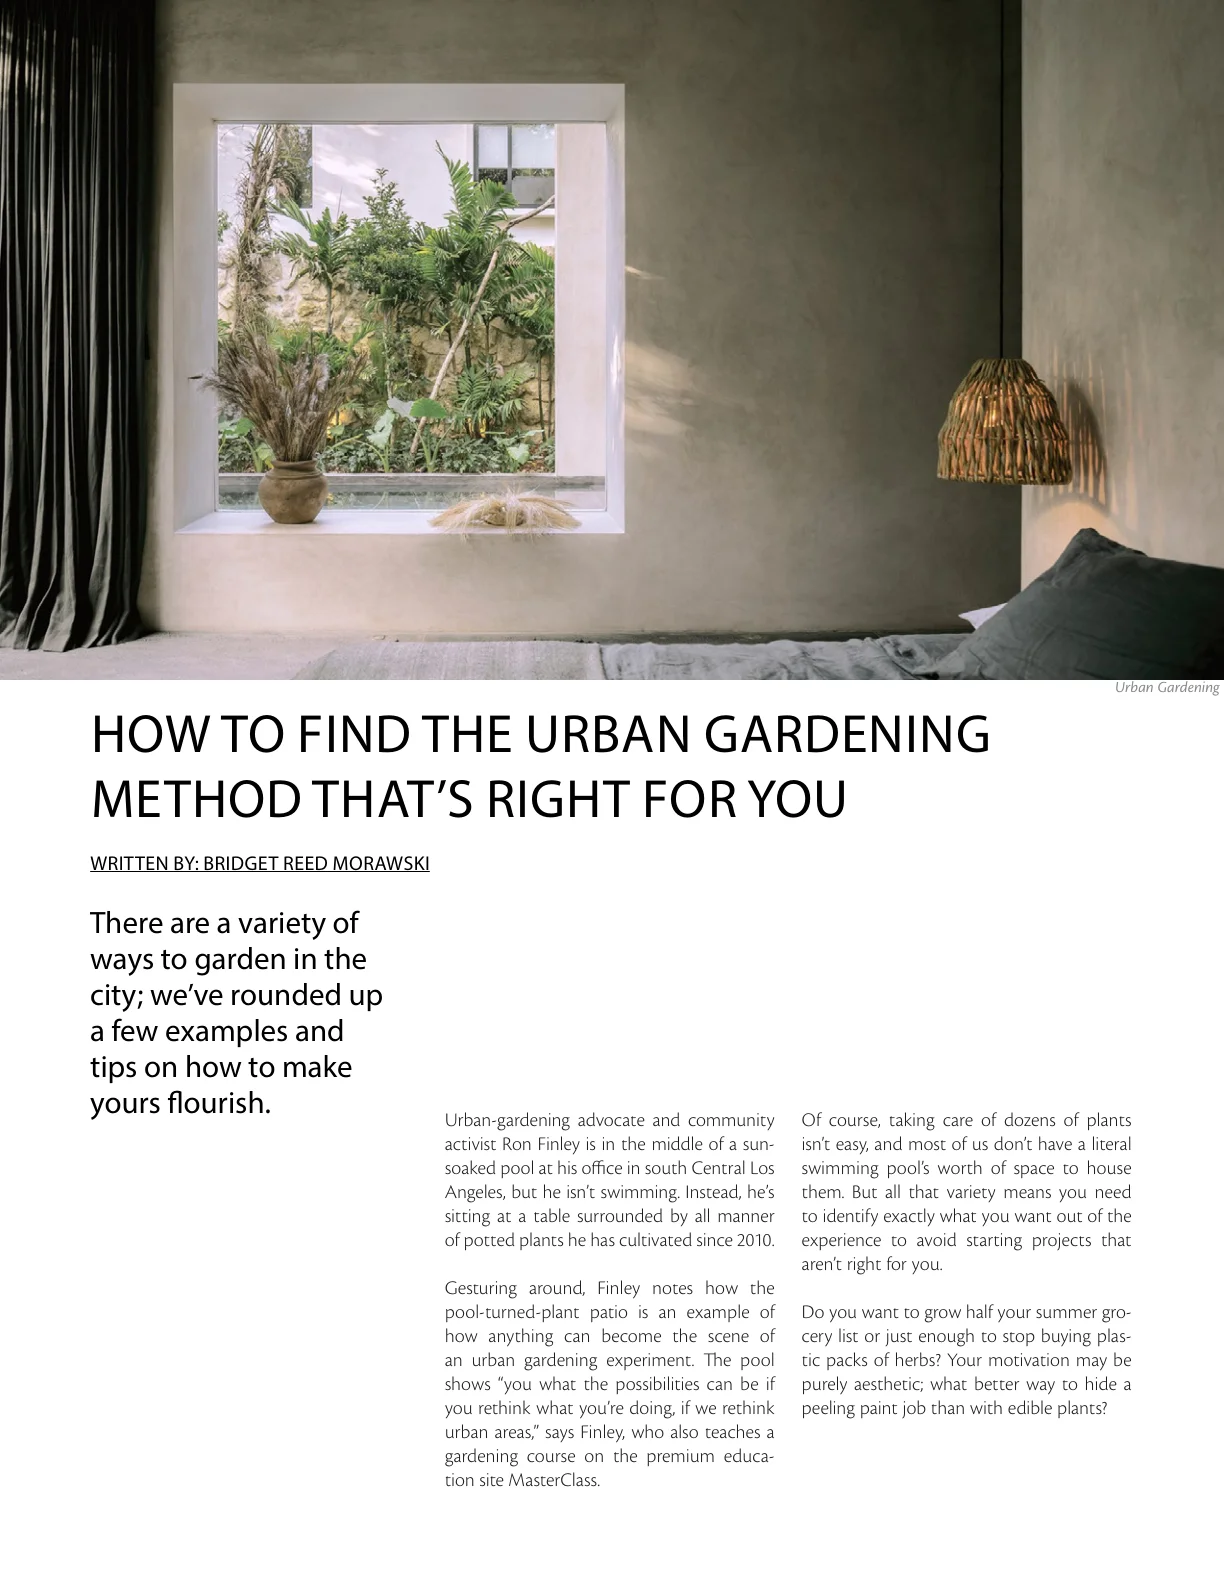 Urban Gardening
HOW TO FIND THE URBAN GARDENING
METHOD THAT’S RIGHT FOR YOU
WRITTEN BY: BRIDGET REED MORAWSKI
There are a variety of
ways to garden in the
city; we’ve rounded up
a few examples and
tips on how to make
yours flourish.
Urban-gardening advocate and community
activist Ron Finley is in the middle of a sun-
soaked pool at his office in south Central Los
Angeles, but he isn’t swimming. Instead, he’s
sitting at a table surrounded by all manner
of potted plants he has cultivated since 2010.
Gesturing around, Finley notes how the
pool-turned-plant patio is an example of
how anything can become the scene of
an urban gardening experiment. The pool
shows “you what the possibilities can be if
you rethink what you’re doing, if we rethink
urban areas,” says Finley, who also teaches a
gardening course on the premium educa-
tion site MasterClass.
Of course, taking care of dozens of plants
isn’t easy, and most of us don’t have a literal
swimming pool’s worth of space to house
them. But all that variety means you need
to identify exactly what you want out of the
experience to avoid starting projects that
aren’t right for you.
Do you want to grow half your summer gro-
cery list or just enough to stop buying plas-
tic packs of herbs? Your motivation may be
purely aesthetic; what better way to hide a
peeling paint job than with edible plants?